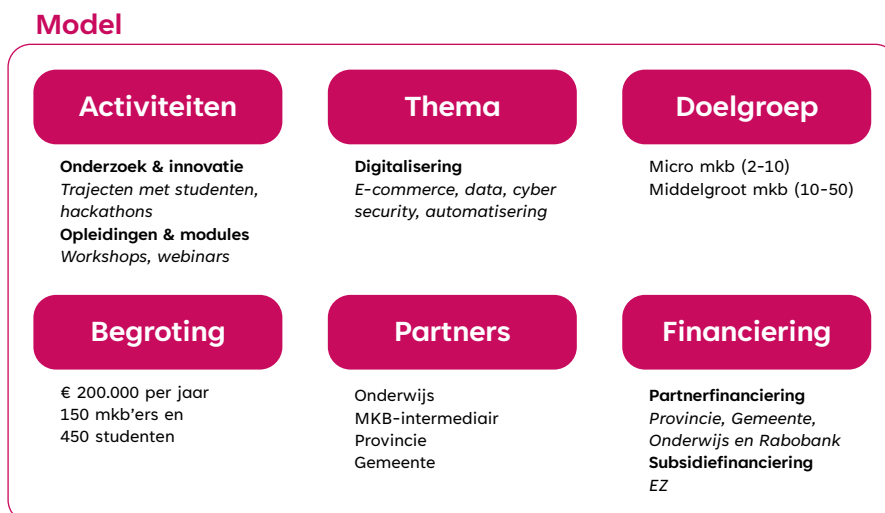 Model
Activiteiten
Onderzoek & innovatie
Trajecten met studenten,
hackathons
Opleidingen & modules
Workshops, webinars
Thema
Digitalisering
E-commerce, data, cyber
security, automatisering
Doelgroep
Micro mkb (2-10)
Middelgroot mkb (10-50)
Begroting
€ 200.000 per jaar
150 mkb’ers en
450 studenten
Partners
Onderwijs
MKB-intermediair
Provincie
Gemeente
Financiering
Partnerfinanciering
Provincie, Gemeente,
Onderwijs en Rabobank
Subsidiefinanciering
EZ